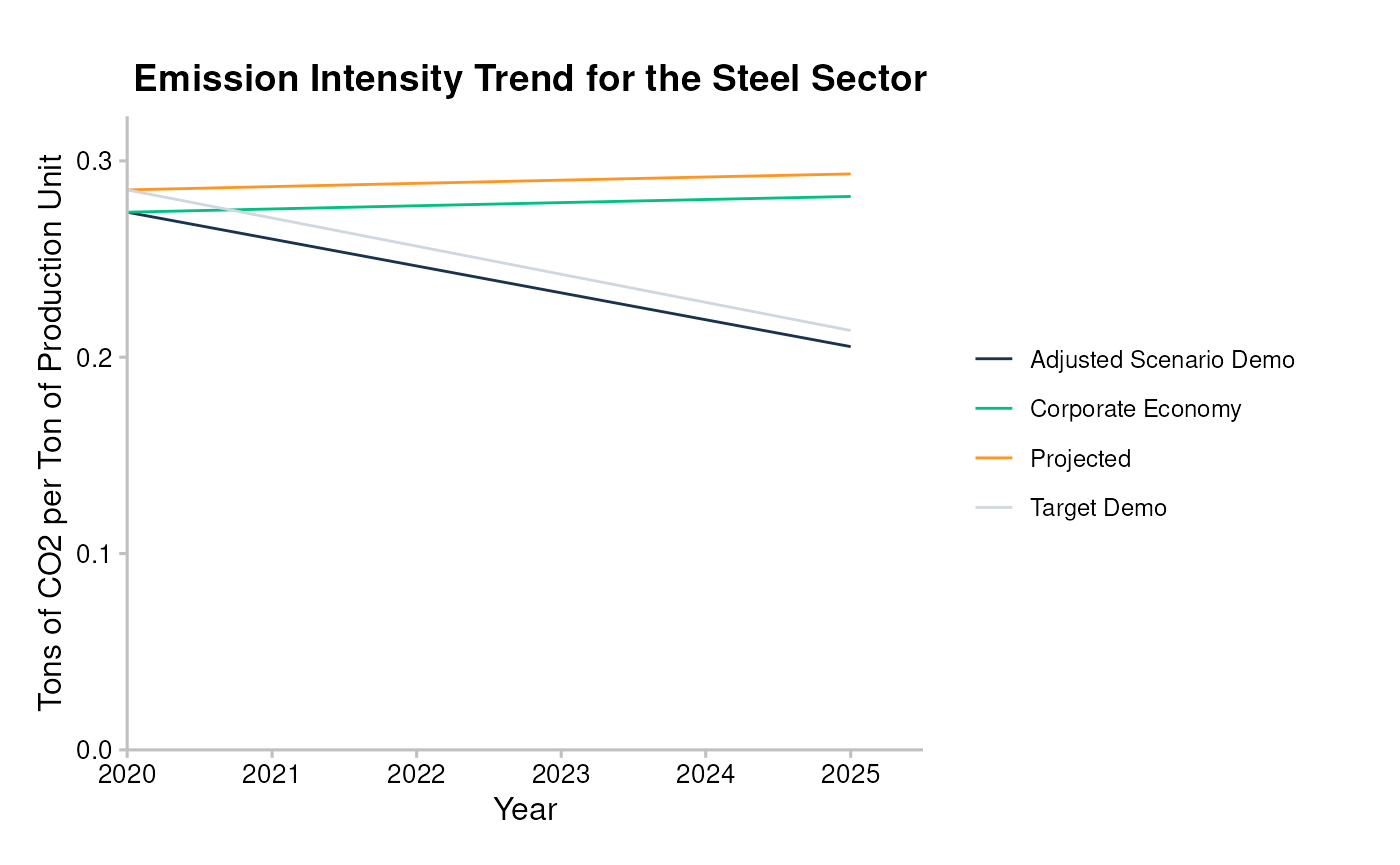 Emission Intensity Trend for the Steel Sector
Tons of CO2 per Ton of Production Unit
0.3
0.2
0.1
0.0
2020 2021 2022 2023 2024 2025
Year
Adjusted Scenario Demo
Corporate Economy
Projected
Target Demo